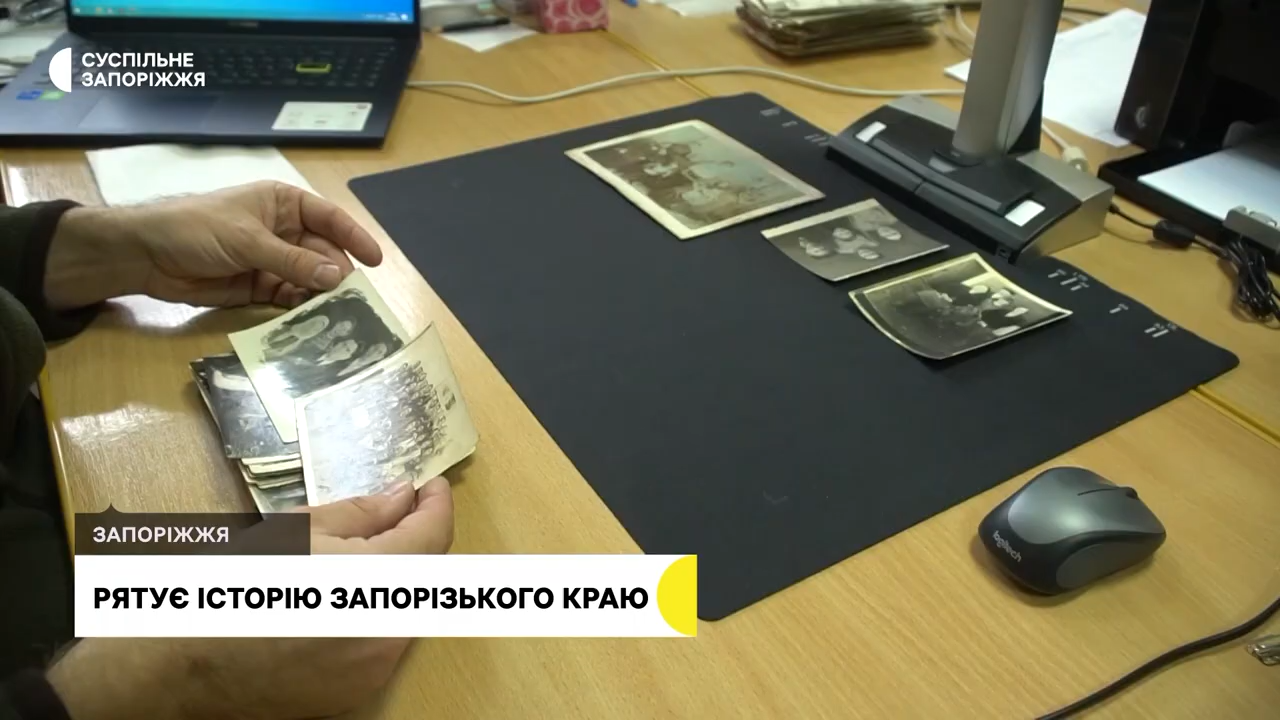 СУСПІЛЬНЕ
ЗАПОРІЖЖЯ
ЗАПОРІЖЖЯ
РЯТУЄ ІСТОРІЮ ЗАПОРІЗЬКОГО КРАЮ
logitech